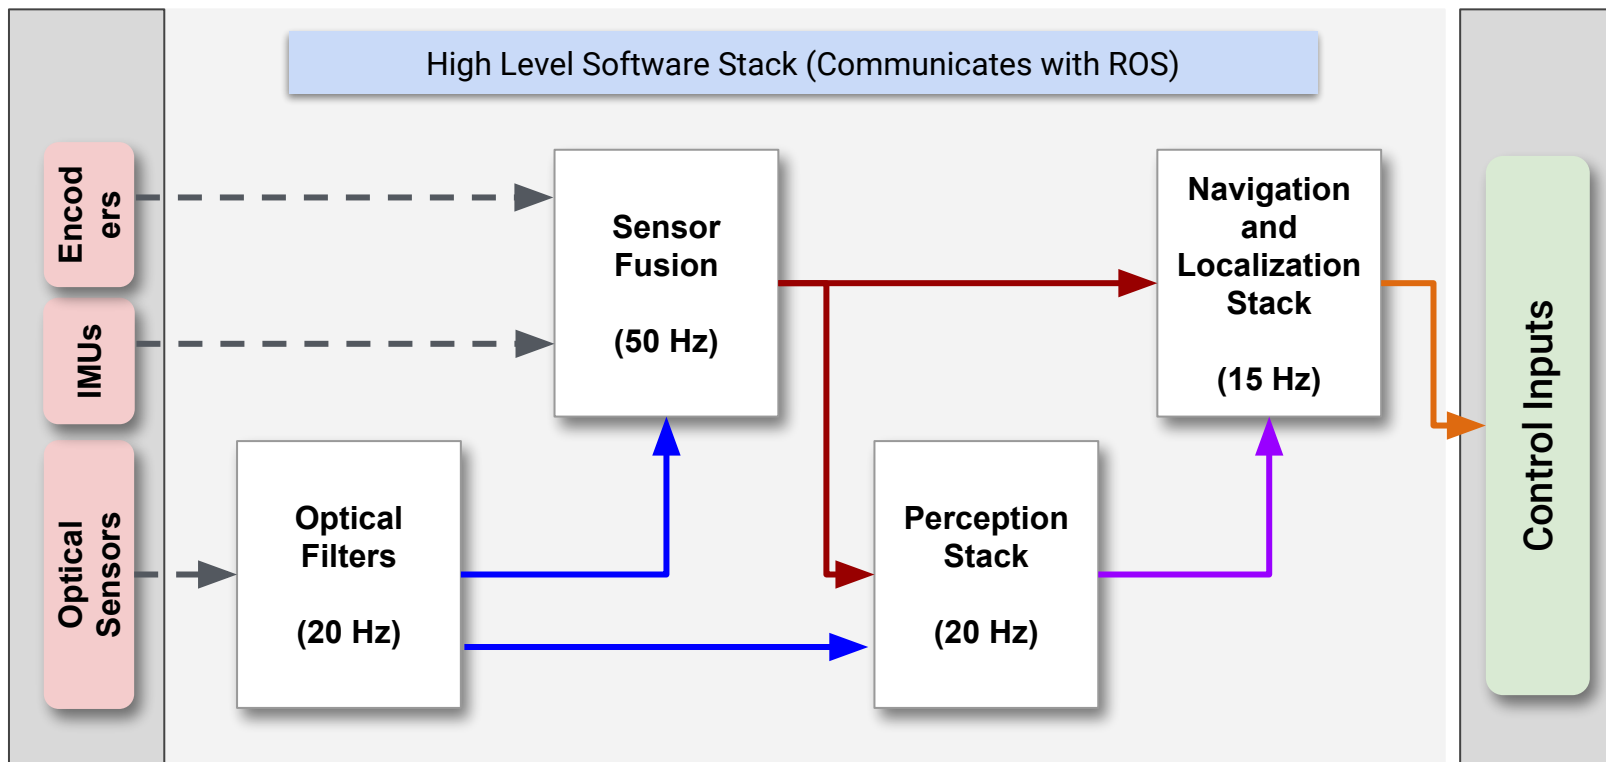 High Level Software Stack (Communicates with ROS)
Encod
ers
IMUs
Optical
Sensors
Sensor
Fusion
(50 Hz)
Optical
Filters
(20 Hz)
Perception
Stack
(20 Hz)
Navigation
and
Localization
Stack
(15 Hz)
Control Inputs